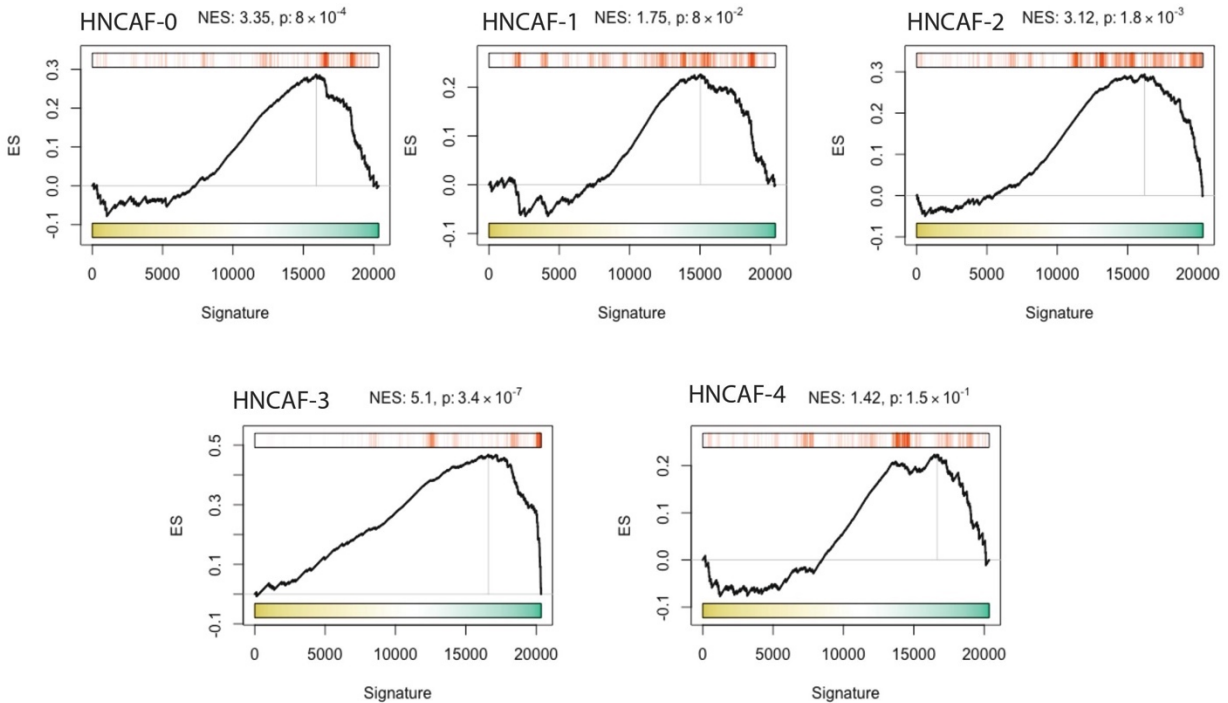 HNCAF-0 NES: 3.35, p: 8 × 10⁻⁴
ES
0.3
0.2
0.1
0.0
-0.1
0 5000 10000 15000 20000
Signature
HNCAF-1 NES: 1.75, p: 8 × 10⁻²
ES
0.2
0.1
0.0
-0.1
0 5000 10000 15000 20000
Signature
HNCAF-2 NES: 3.12, p: 1.8 × 10⁻³
ES
0.3
0.2
0.1
0.0
-0.1
0 5000 10000 15000 20000
Signature
HNCAF-3 NES: 5.1, p: 3.4 × 10⁻⁷
ES
0.5
0.3
0.1
-0.1
0 5000 10000 15000 20000
Signature
HNCAF-4 NES: 1.42, p: 1.5 × 10⁻¹
ES
0.2
0.1
0.0
-0.1
0 5000 10000 15000 20000
Signature